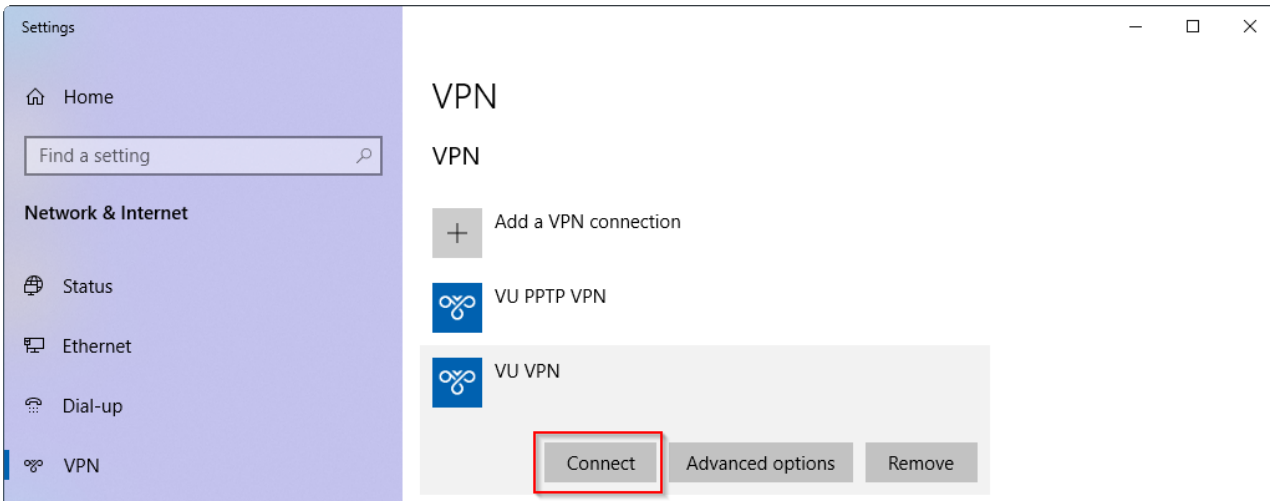 Settings
Home
Find a setting
Network & Internet
Status
Ethernet
Dial-up
VPN
VPN
VPN
Add a VPN connection
VU PPTP VPN
VU VPN
Connect Advanced options Remove